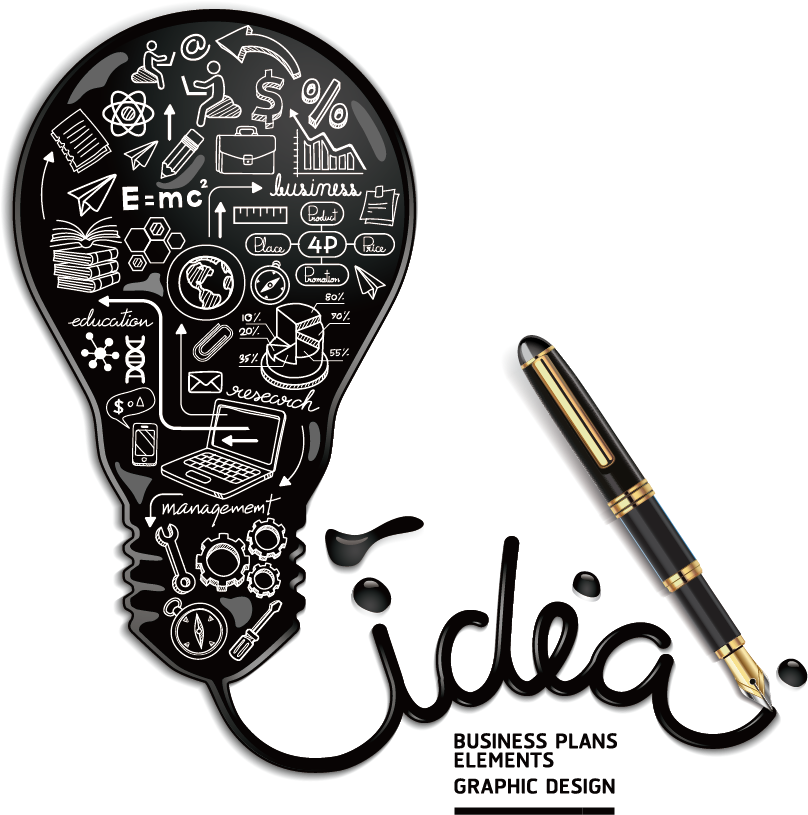 @
$
%
E=mc²
business
Product
Place
4P
Price
Promotion
80%
10%
90%
20%
35%
55%
education
research
$
management
idea
BUSINESS PLANS
ELEMENTS
GRAPHIC DESIGN